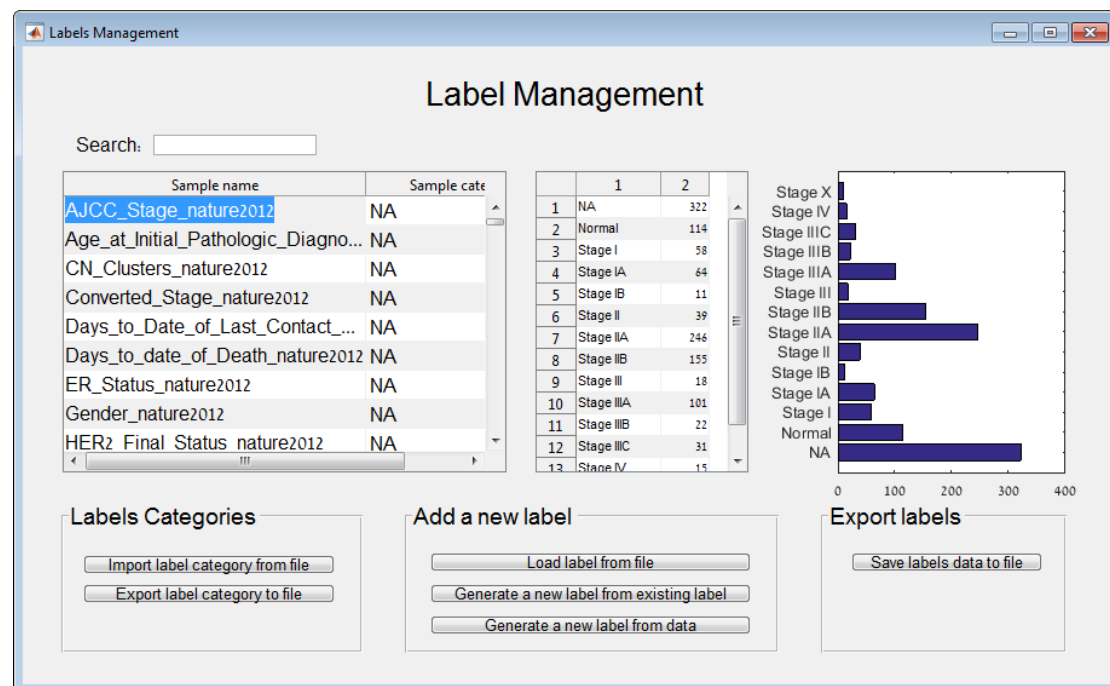 Labels Management
Label Management
Search:
Sample name Sample cate
AJCC_Stage_nature2012 NA
Age_at_Initial_Pathologic_Diagno... NA
CN_Clusters_nature2012 NA
Converted_Stage_nature2012 NA
Days_to_Date_of_Last_Contact_... NA
Days_to_date_of_Death_nature2012 NA
ER_Status_nature2012 NA
Gender_nature2012 NA
HER2_Final_Status_nature2012 NA
1 2
1 NA 322
2 Normal 114
3 Stage I 58
4 Stage IA 64
5 Stage IB 11
6 Stage II 39
7 Stage IIA 246
8 Stage IIB 155
9 Stage III 18
10 Stage IIIA 101
11 Stage IIIB 22
12 Stage IIIC 31
13 Stage IV 15
Stage X
Stage IV
Stage IIIC
Stage IIIB
Stage IIIA
Stage III
Stage IIB
Stage IIA
Stage II
Stage IB
Stage IA
Stage I
Normal
NA
0 100 200 300 400
Labels Categories
Import label category from file
Export label category to file
Add a new label
Load label from file
Generate a new label from existing label
Generate a new label from data
Export labels
Save labels data to file